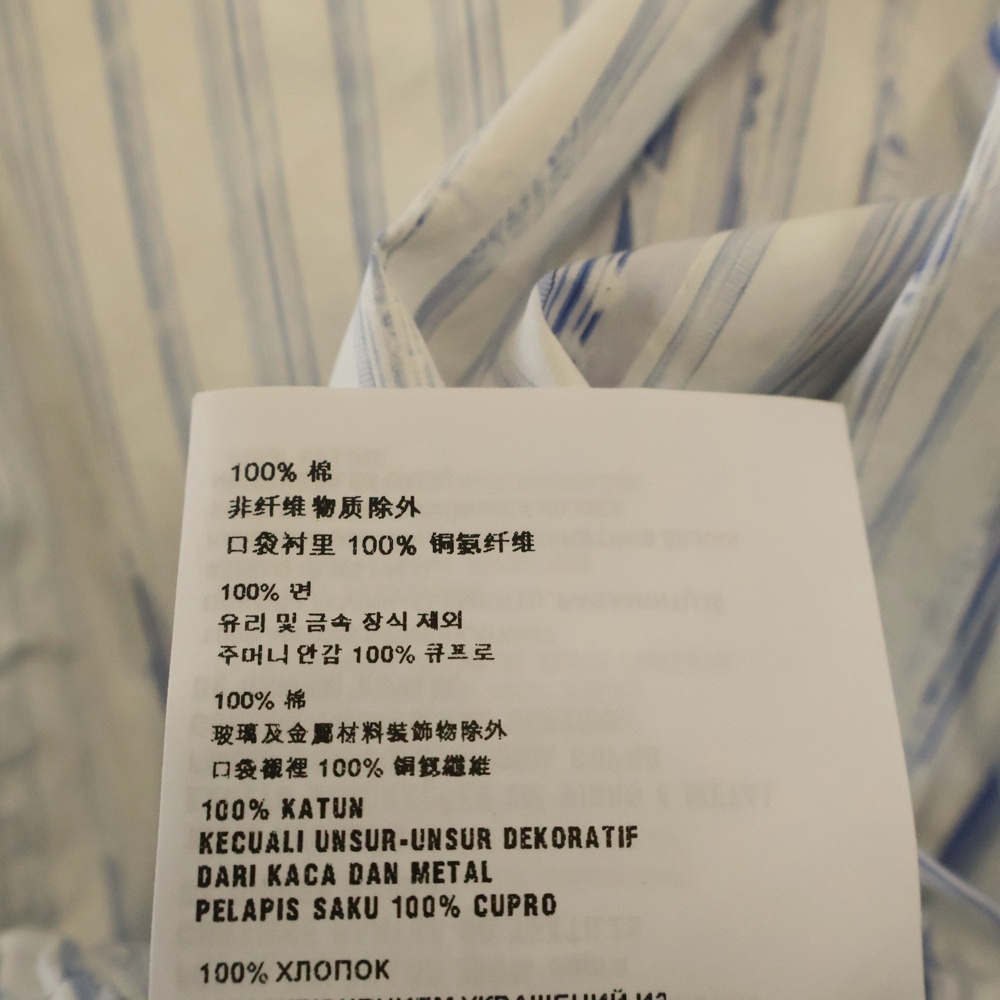 100% 棉
非纤维物质除外
口袋衬里 100% 铜氨纤维
100% 면
유리 및 금속 장식 제외
주머니 안감 100% 큐프로
100% 棉
玻璃及金屬材料裝飾物除外
口袋襯裡 100% 銅氨纖維
100% KATUN
KECUALI UNSUR-UNSUR DEKORATIF
DARI KACA DAN METAL
PELAPIS SAKU 100% CUPRO
100% ХЛОПОК
УКРАШЕНИЙ ИЗ